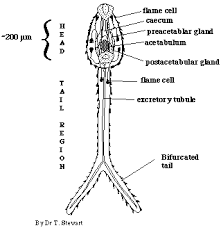 flame cell
caecum
preacetablar gland
acetabulum
postacetabular gland
~200 µm
HEAD
flame cell
excretory tubule
TAIL REGION
Bifurcated
tail
By Dr T. Stewart